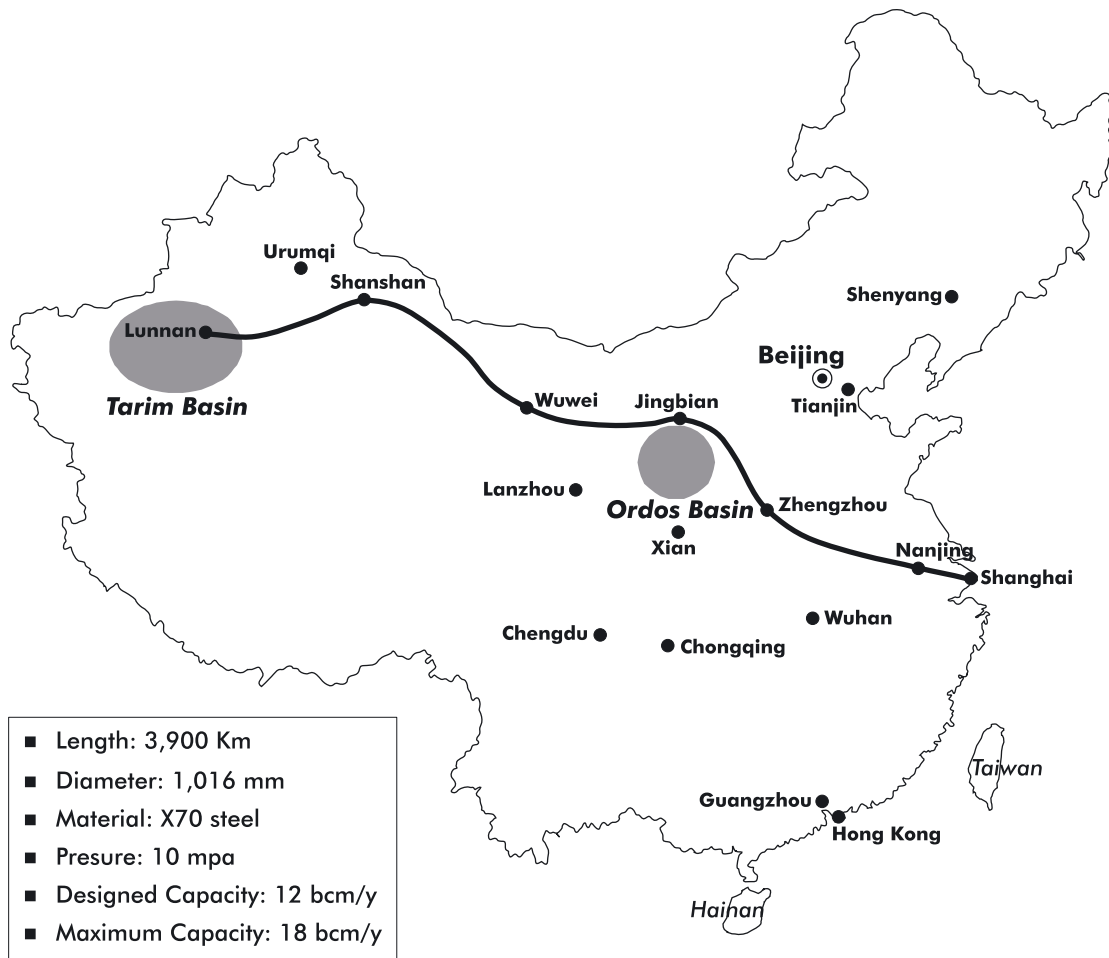 Urumqi
Shanshan
Shenyang
Lunnan
Beijing
Tianjin
Tarim Basin
Wuwei
Jingbian
Lanzhou
Ordos Basin
Zhengzhou
Xian
Nanjing
Shanghai
Wuhan
Chengdu
Chongqing
■ Length: 3,900 Km
■ Diameter: 1,016 mm
■ Material: X70 steel
■ Presure: 10 mpa
■ Designed Capacity: 12 bcm/y
■ Maximum Capacity: 18 bcm/y
Taiwan
Guangzhou
Hong Kong
Hainan